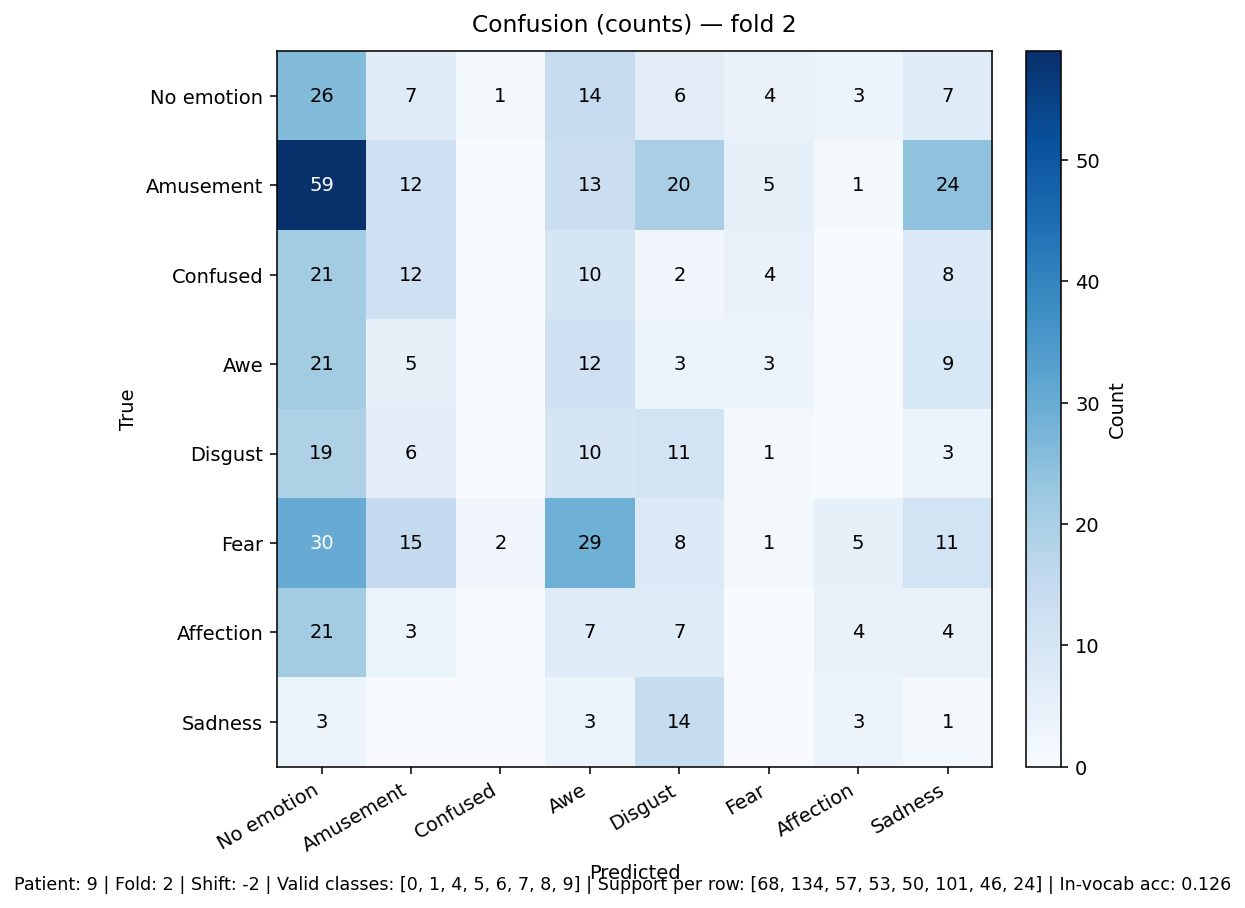 Confusion (counts) — fold 2
No emotion 26 7 1 14 6 4 3 7
Amusement 59 12 13 20 5 1 24
Confused 21 12 10 2 4 8
Awe 21 5 12 3 3 9
Disgust 19 6 10 11 1 3
Fear 30 15 2 29 8 1 5 11
Affection 21 3 7 7 4 4
Sadness 3 3 14 3 1
True
No emotion Amusement Confused Awe Disgust Fear Affection Sadness
Predicted
50
40
30
20
10
0
Count
Patient: 9 | Fold: 2 | Shift: -2 | Valid classes: [0, 1, 4, 5, 6, 7, 8, 9] | Support per row: [68, 134, 57, 53, 50, 101, 46, 24] | In-vocab acc: 0.126